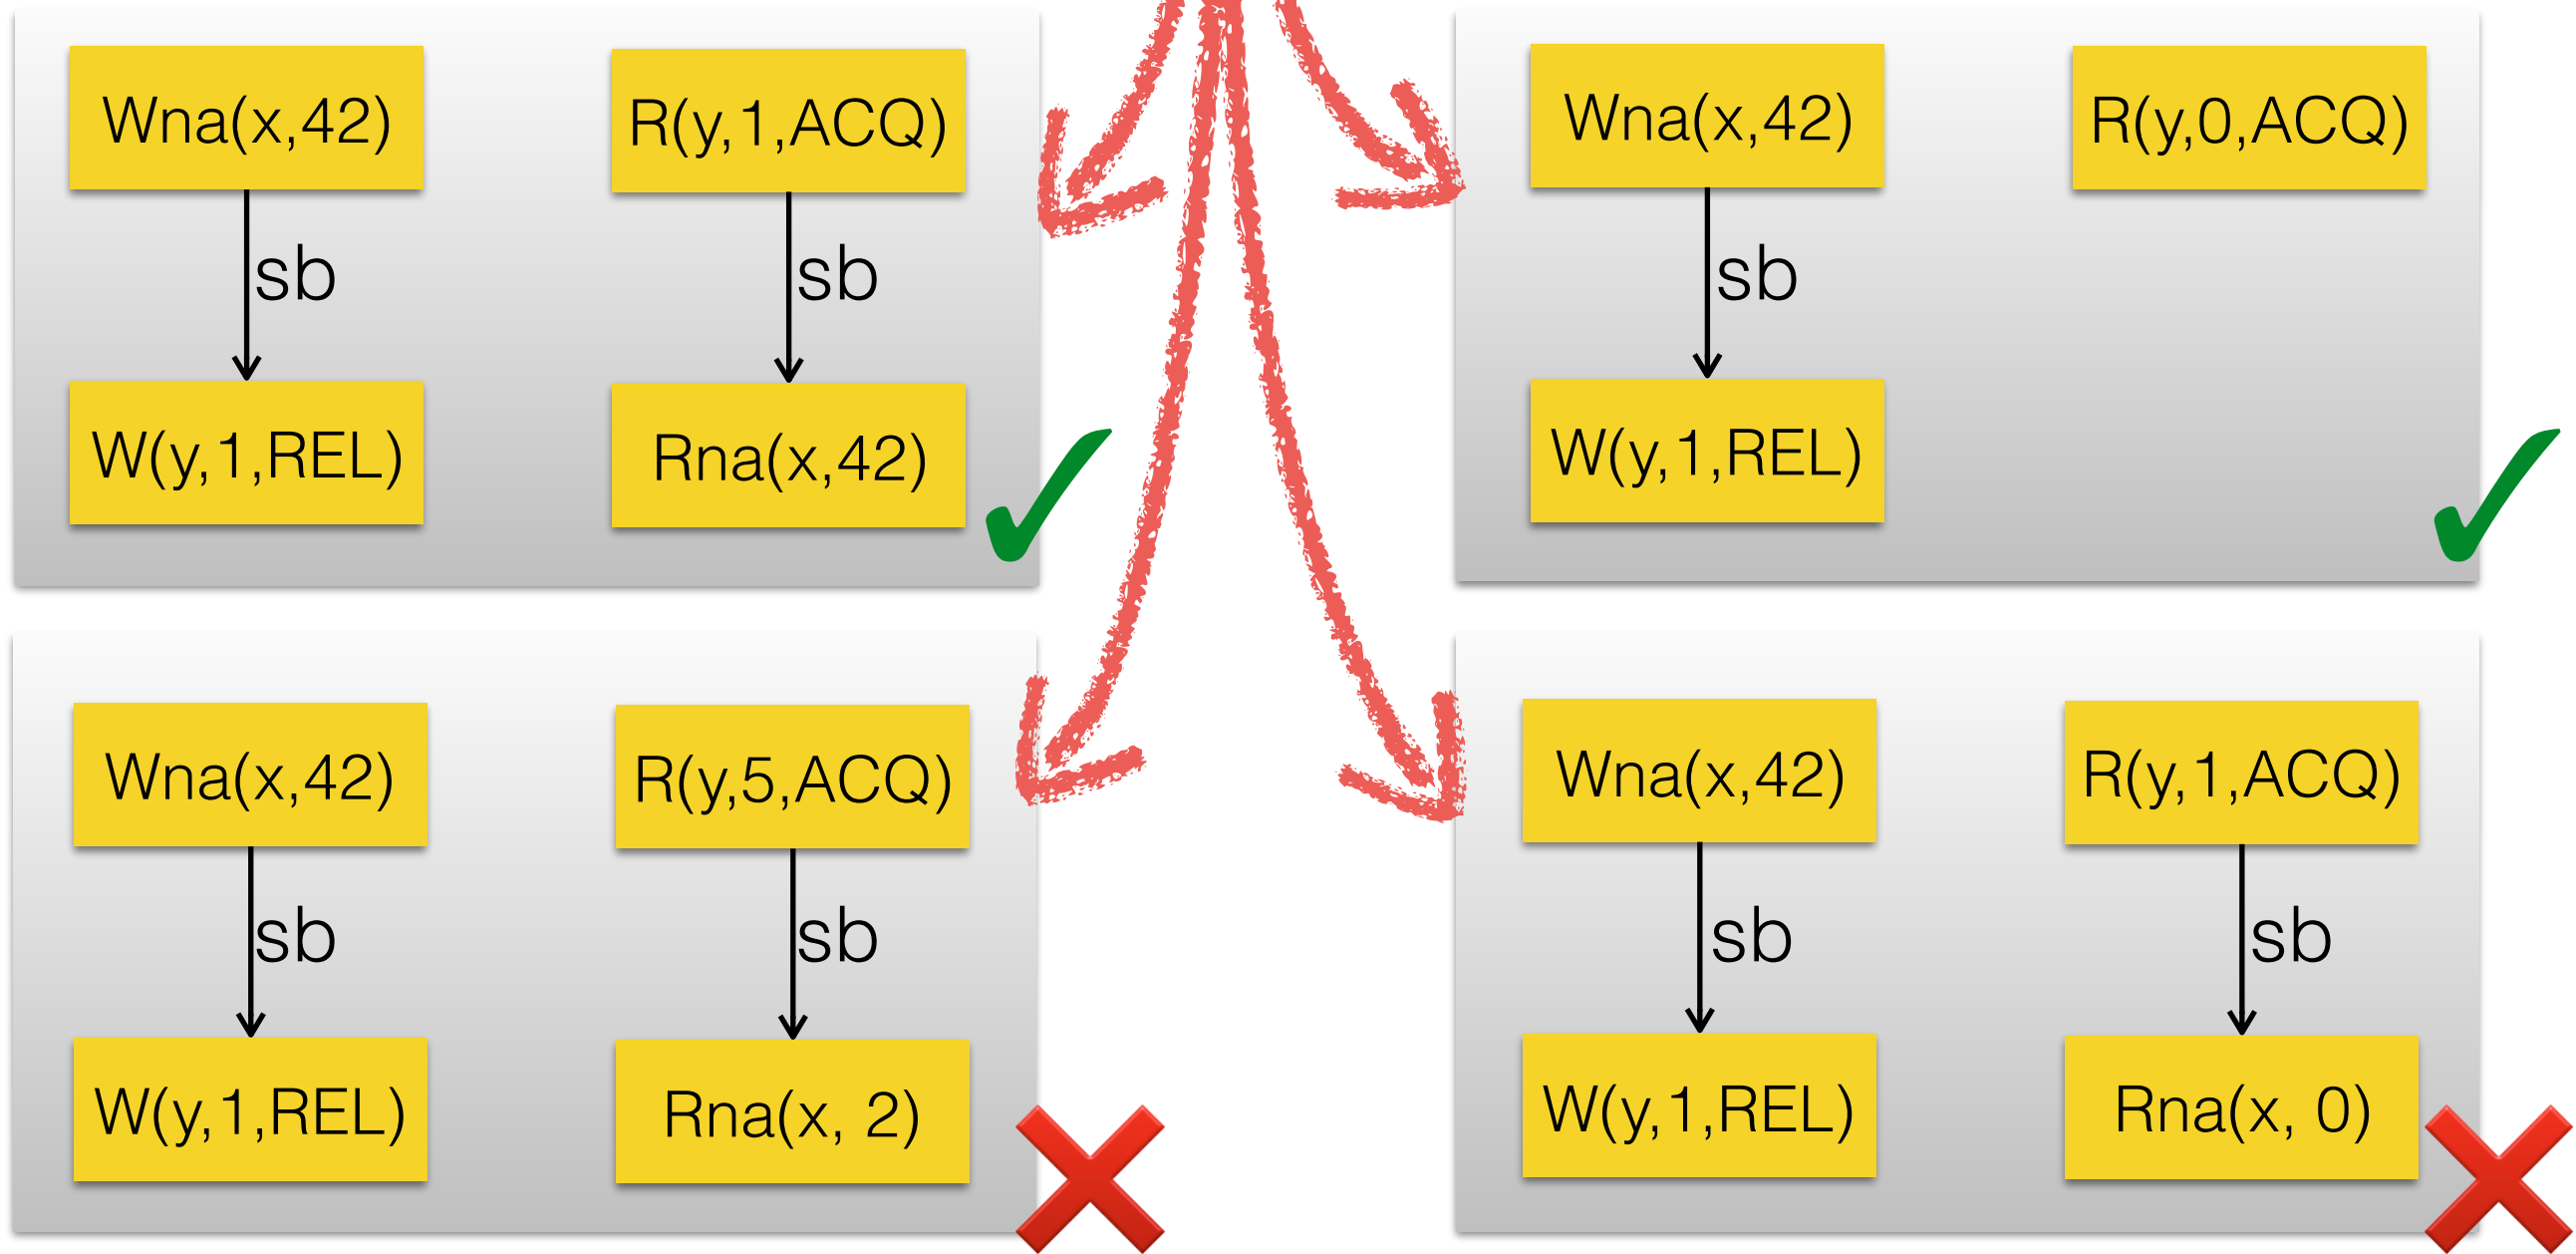 Wna(x,42)
R(y,1,ACQ)
sb
sb
W(y,1,REL)
Rna(x,42)
Wna(x,42)
R(y,0,ACQ)
sb
W(y,1,REL)
Wna(x,42)
R(y,5,ACQ)
sb
sb
W(y,1,REL)
Rna(x, 2)
Wna(x,42)
R(y,1,ACQ)
sb
sb
W(y,1,REL)
Rna(x, 0)